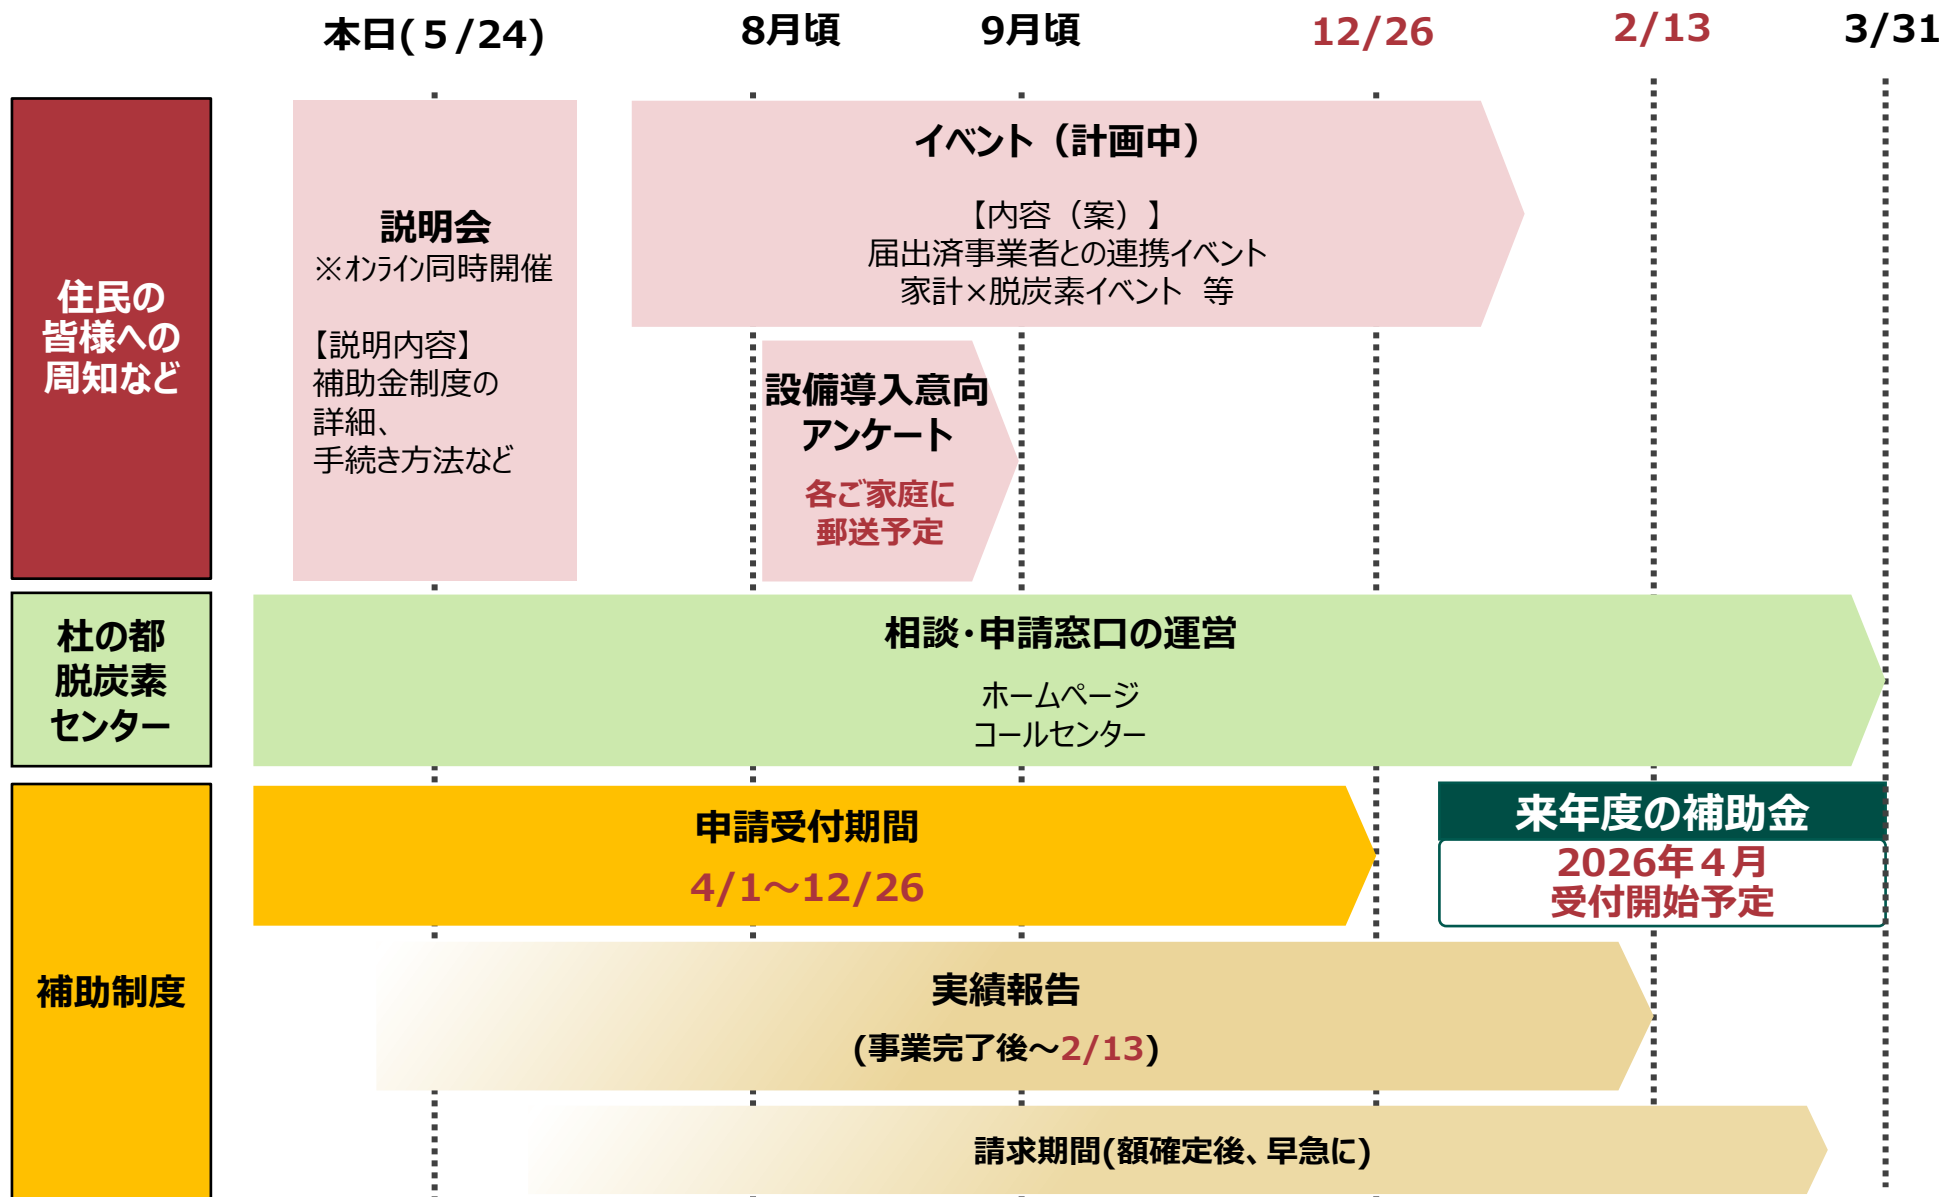 本日(５/24)
8月頃
9月頃
12/26
2/13
3/31
住民の
皆様への
周知など
説明会
※オンライン同時開催
【説明内容】
補助金制度の
詳細、
手続き方法など
イベント（計画中）
【内容（案）】
届出済事業者との連携イベント
家計×脱炭素イベント　等
設備導入意向
アンケート
各ご家庭に
郵送予定
杜の都
脱炭素
センター
相談・申請窓口の運営
ホームページ
コールセンター
補助制度
申請受付期間
4/1～12/26
来年度の補助金
2026年４月
受付開始予定
実績報告
(事業完了後～2/13)
請求期間(額確定後、早急に)